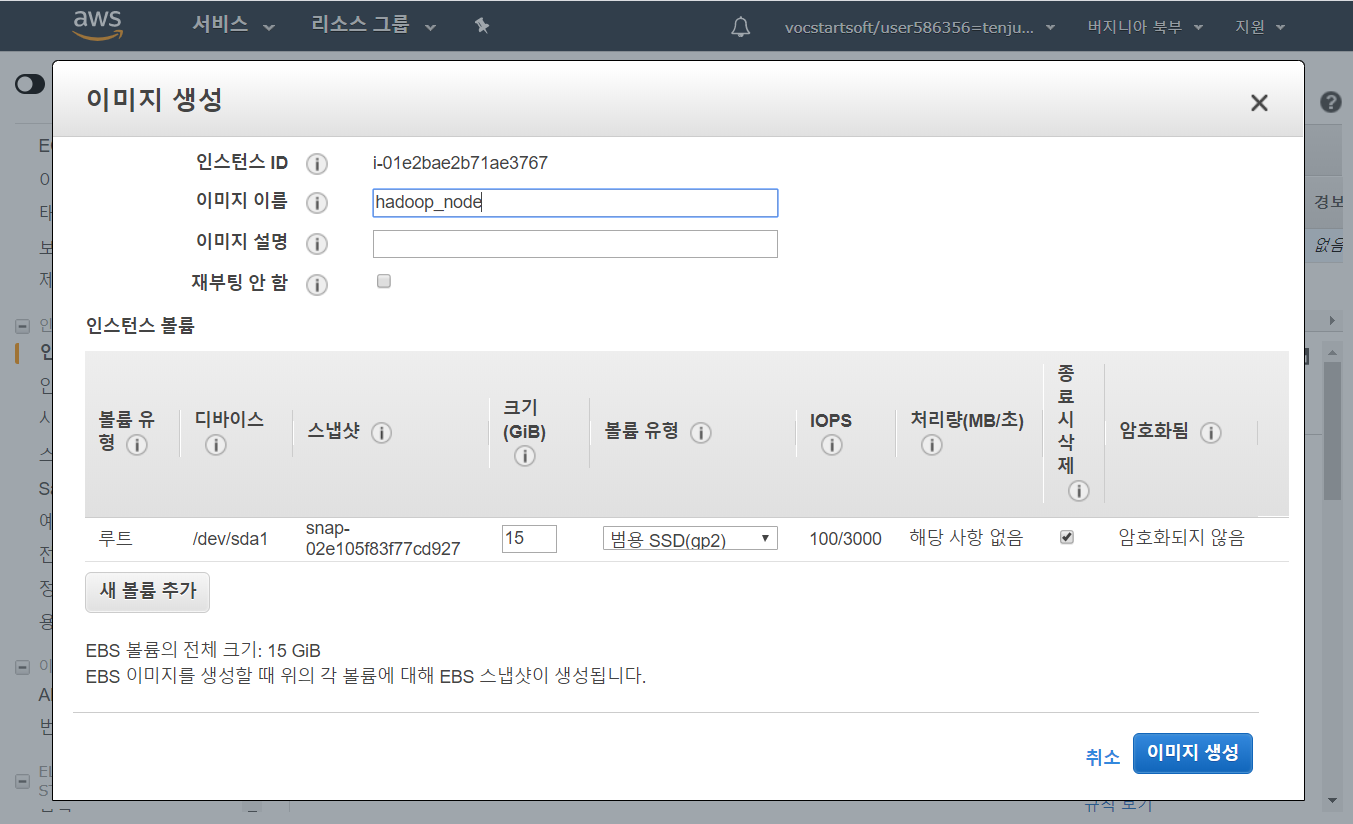 aws
서비스
리소스 그룹
vocstartsoft/user586356=tenju...
버지니아 북부
지원
이미지 생성
인스턴스 ID
i-01e2bae2b71ae3767
이미지 이름
hadoop_node
이미지 설명
재부팅 안 함
인스턴스 볼륨
볼륨 유
형
디바이스
스냅샷
크기
(GiB)
볼륨 유형
IOPS
처리량(MB/초)
종
료
시
삭
제
암호화됨
루트
/dev/sda1
snap-
02e105f83f77cd927
15
범용 SSD(gp2)
100/3000
해당 사항 없음
암호화되지 않음
새 볼륨 추가
EBS 볼륨의 전체 크기: 15 GiB
EBS 이미지를 생성할 때 위의 각 볼륨에 대해 EBS 스냅샷이 생성됩니다.
취소
이미지 생성
경보
없음
규칙 보기